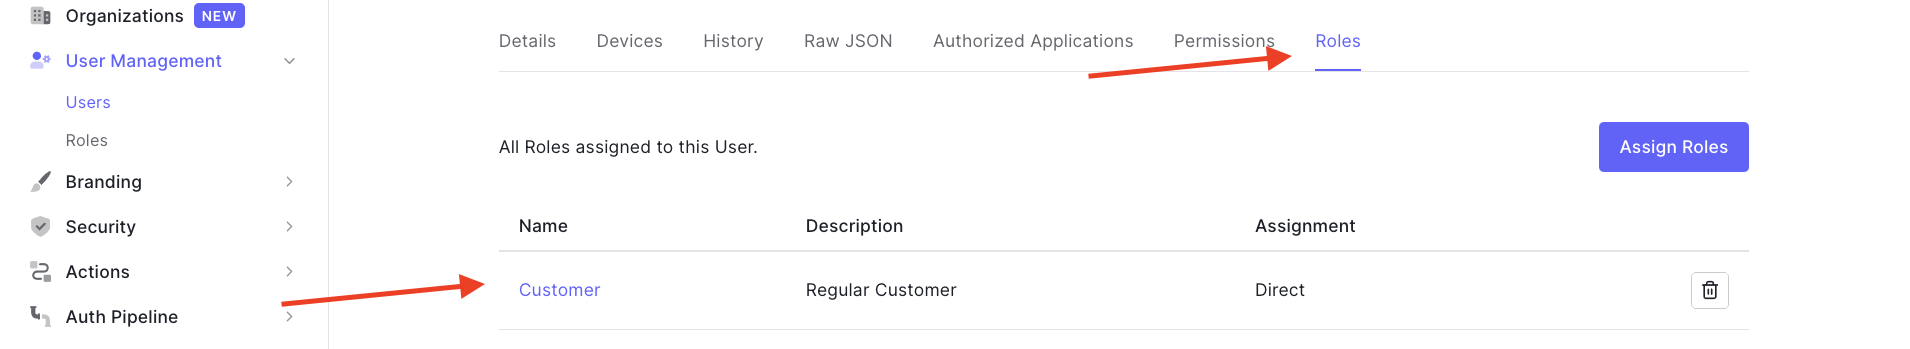 Organizations NEW
User Management
Users
Roles
Branding
Security
Actions
Auth Pipeline
Details Devices History Raw JSON Authorized Applications Permissions Roles
All Roles assigned to this User.
Assign Roles
Name Description Assignment
Customer Regular Customer Direct